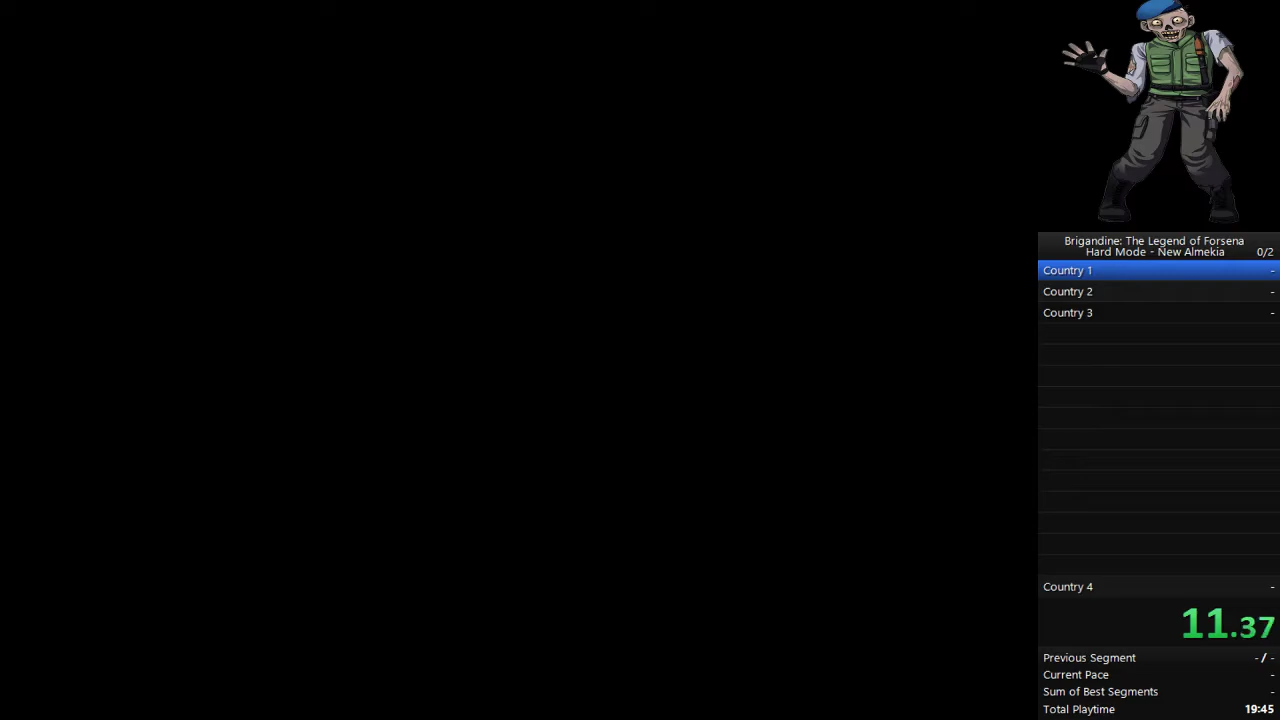 Brigandine: The Legend of Forsena
Hard Mode - New Almekia 0/2
Country 1 -
Country 2 -
Country 3 -
Country 4 -
11.37
Previous Segment - / -
Current Pace -
Sum of Best Segments -
Total Playtime 19:45